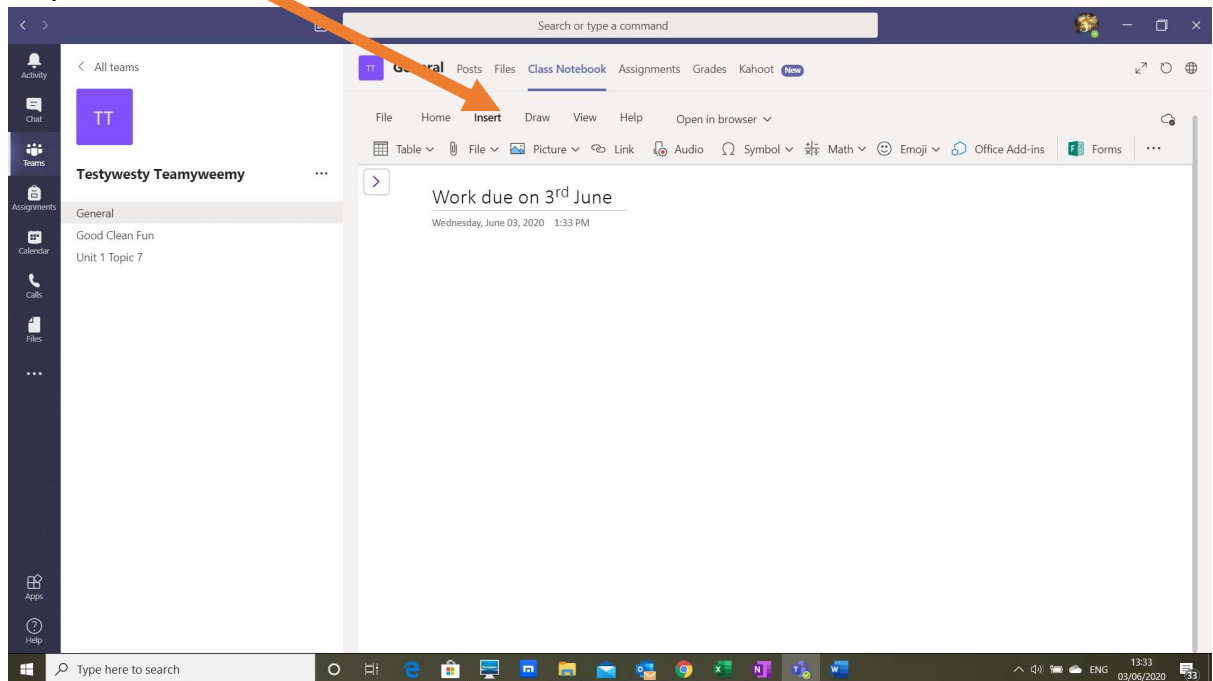 Search or type a command
Activity
Chat
Teams
Assignments
Calendar
Calls
Files
Apps
Help
All teams
TT
Testywesty Teamyweemy
General
Good Clean Fun
Unit 1 Topic 7
TT General Posts Files Class Notebook Assignments Grades Kahoot New
File Home Insert Draw View Help Open in browser
Table File Picture Link Audio Symbol Math Emoji Office Add-ins Forms
Work due on 3rd June
Wednesday, June 03, 2020 1:33 PM
Type here to search
ENG
13:33
03/06/2020
33